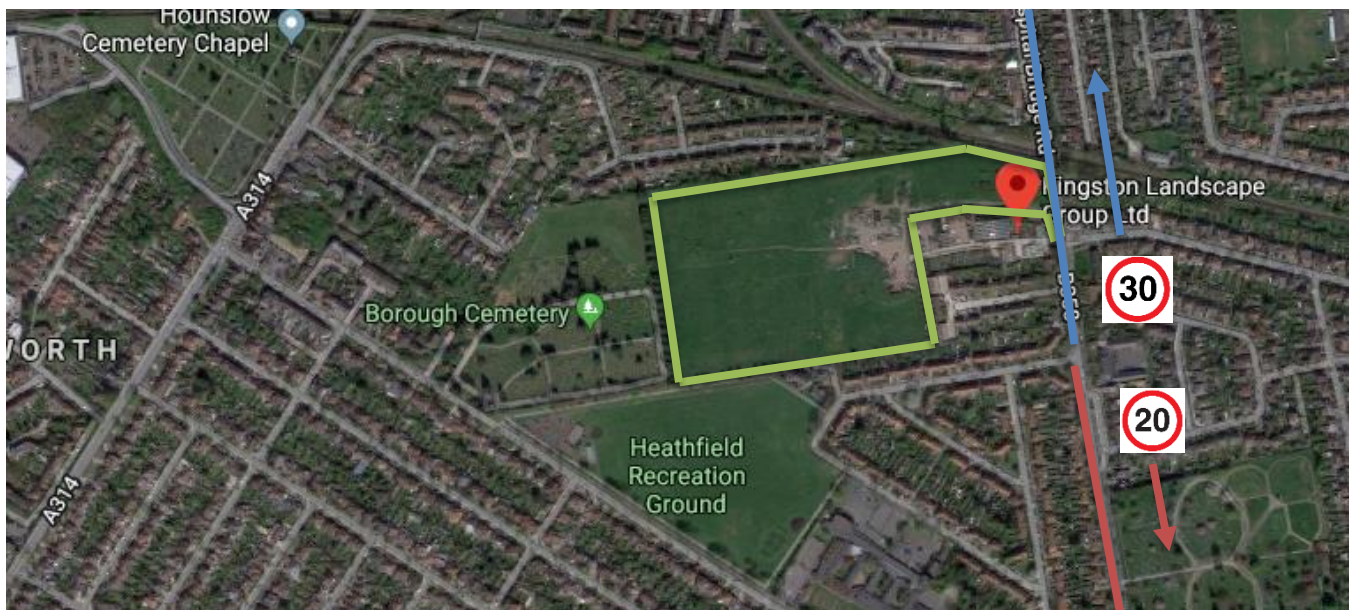 Hounslow
Cemetery Chapel
A314
Kingston Landscape
Group Ltd
30
Borough Cemetery
WORTH
20
Heathfield
Recreation
Ground
A314